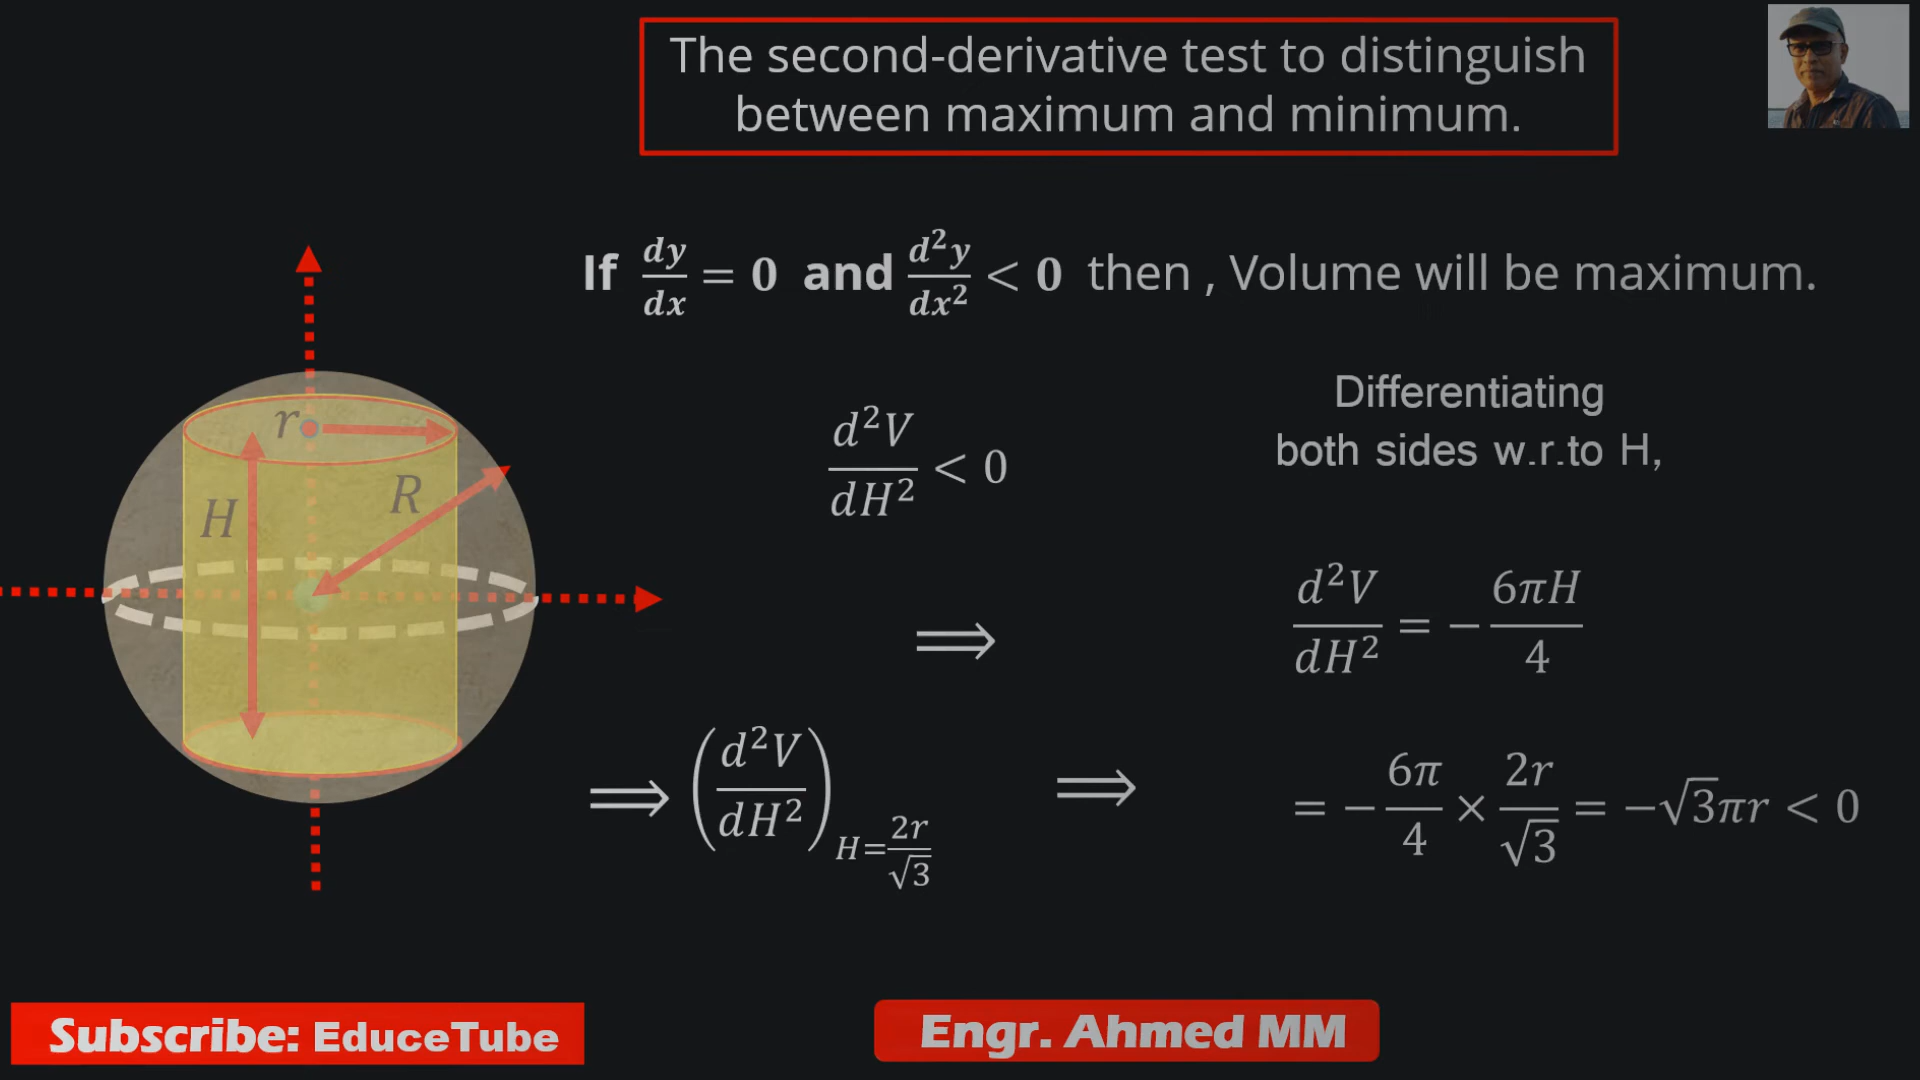 The second-derivative test to distinguish
between maximum and minimum.
If dy/dx = 0 and d²y/dx² < 0 then , Volume will be maximum.
d²V/dH² < 0
Differentiating
both sides w.r.to H,
r
H
R
⟹ d²V/dH² = − 6πH/4
⟹ (d²V/dH²)H=2r/√3 ⟹ = − 6π/4 × 2r/√3 = −√3πr < 0
Subscribe: EduceTube
Engr. Ahmed MM